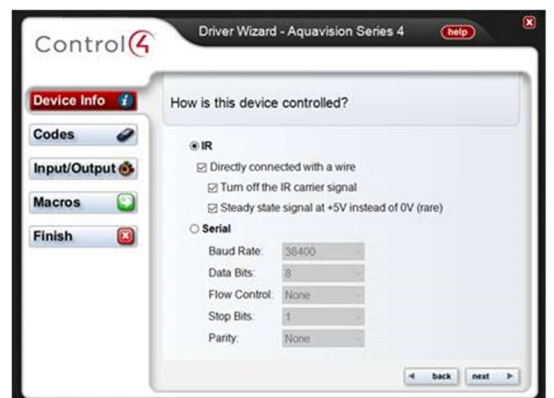 Control4
Driver Wizard - Aquavision Series 4
help
Device Info
Codes
Input/Output
Macros
Finish
How is this device controlled?
IR
Directly connected with a wire
Turn off the IR carrier signal
Steady state signal at +5V instead of 0V (rare)
Serial
Baud Rate: 38400
Data Bits: 8
Flow Control: None
Stop Bits: 1
Parity: None
back next